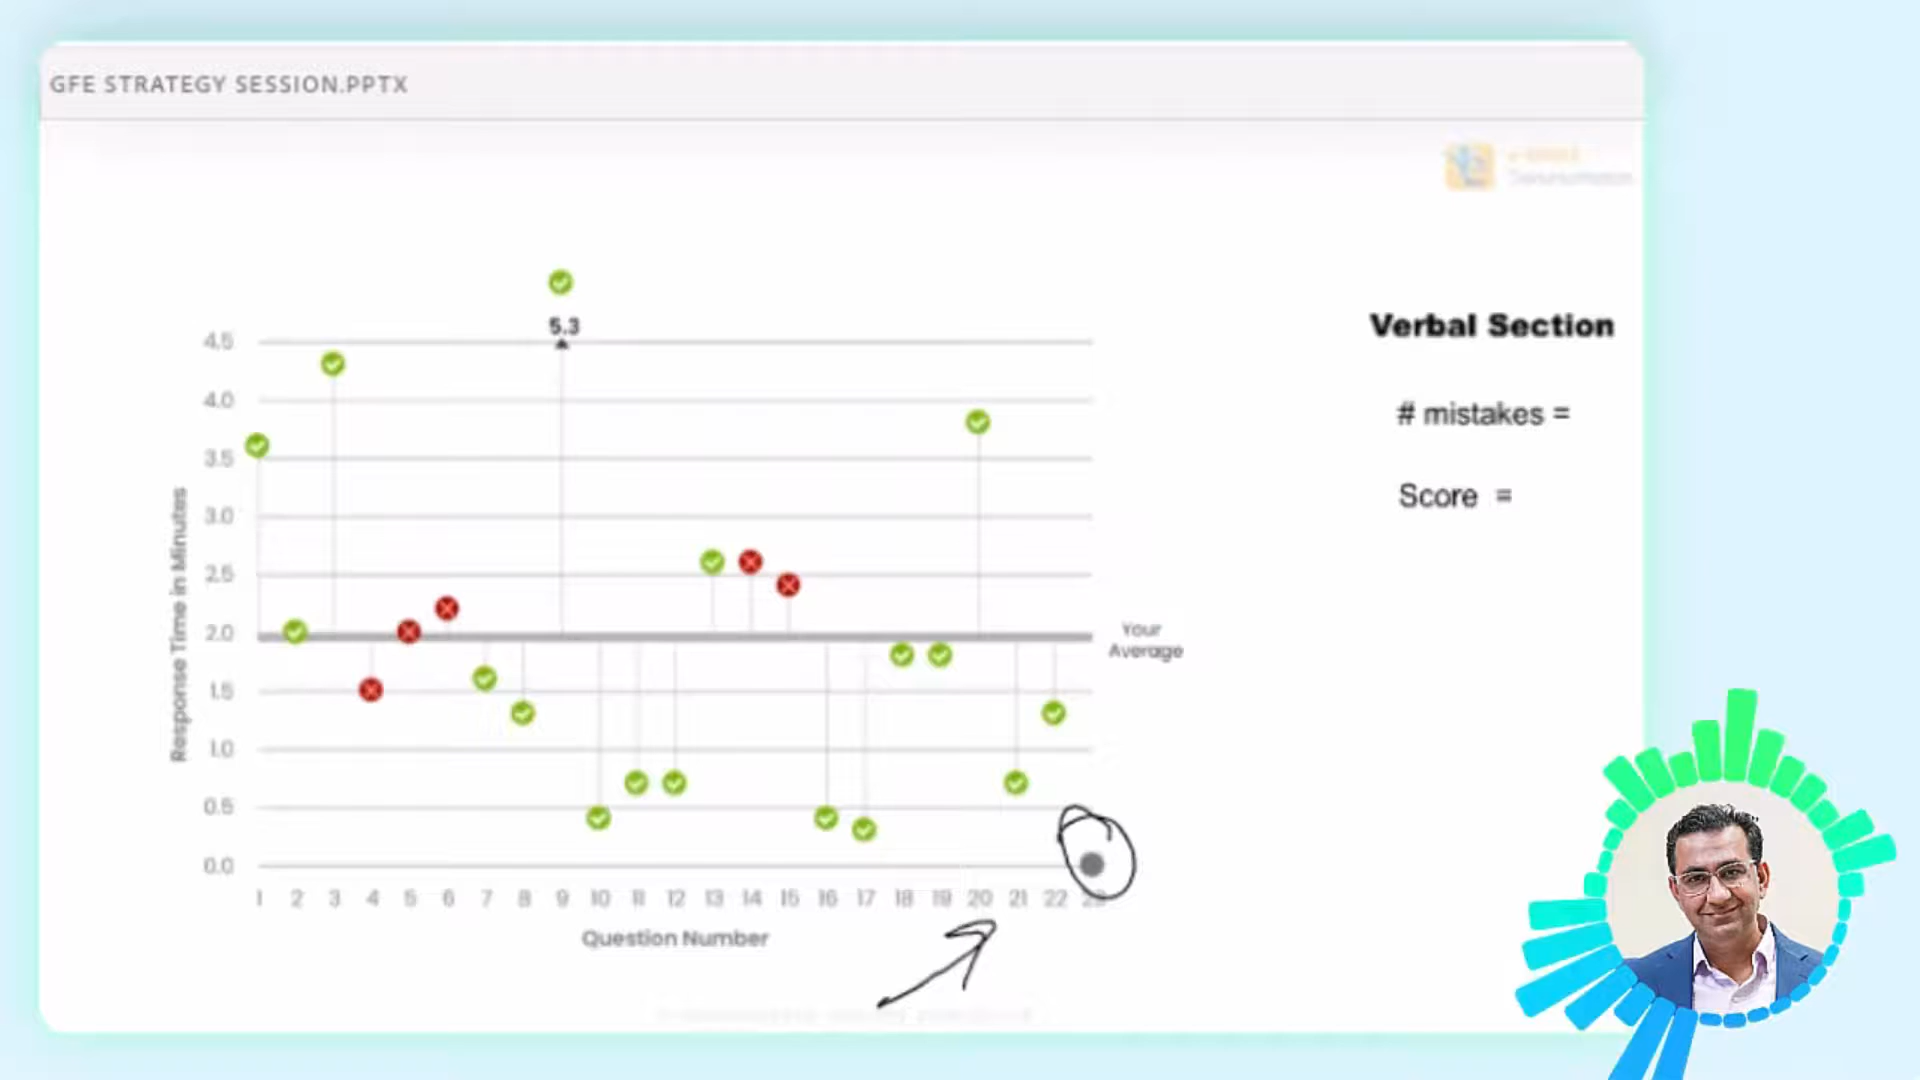 GFE STRATEGY SESSION.PPTX
Verbal Section
# mistakes =
Score =
5.3
4.5
4.0
3.5
3.0
2.5
2.0
1.5
1.0
0.5
0.0
Response Time in Minutes
Your
Average
1 2 3 4 5 6 7 8 9 10 11 12 13 14 15 16 17 18 19 20 21 22 23
Question Number